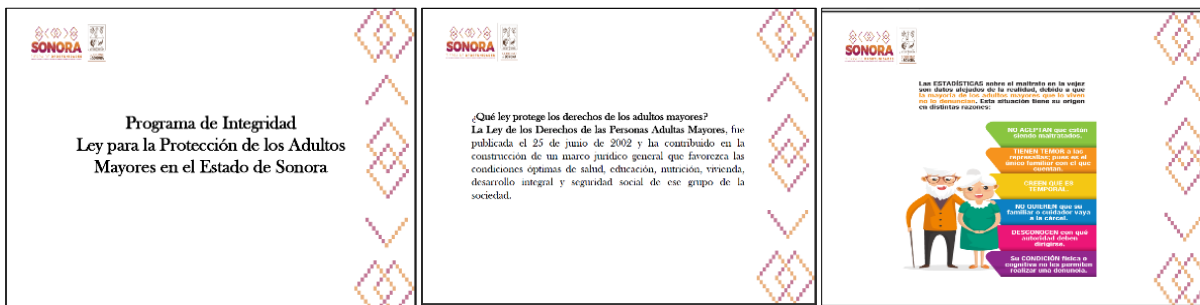 SONORA
Programa de Integridad
Ley para la Protección de los Adultos
Mayores en el Estado de Sonora
SONORA
¿Qué ley protege los derechos de los adultos mayores?
La Ley de los Derechos de las Personas Adultas Mayores, fue
publicada el 25 de junio de 2002 y ha contribuido en la
construcción de un marco jurídico general que favorezca las
condiciones óptimas de salud, educación, nutrición, vivienda,
desarrollo integral y seguridad social de ese grupo de la
sociedad.
SONORA
Las ESTADÍSTICAS sobre el maltrato en la vejez
son datos alejados de la realidad, debido a que
la mayoría de los adultos mayores que lo viven
no lo denuncian. Esta situación tiene su origen
en distintas razones:
NO ACEPTAN que están
siendo maltratados.
TIENEN TEMOR a las
represalias; pues es el
único familiar con el que
cuentan.
CREEN QUE ES
TEMPORAL.
NO QUIEREN que su
familiar o cuidador vaya
a la cárcel.
DESCONOCEN con qué
autoridad deben
dirigirse.
Su CONDICIÓN física o
cognitiva no les permiten
realizar una denuncia.